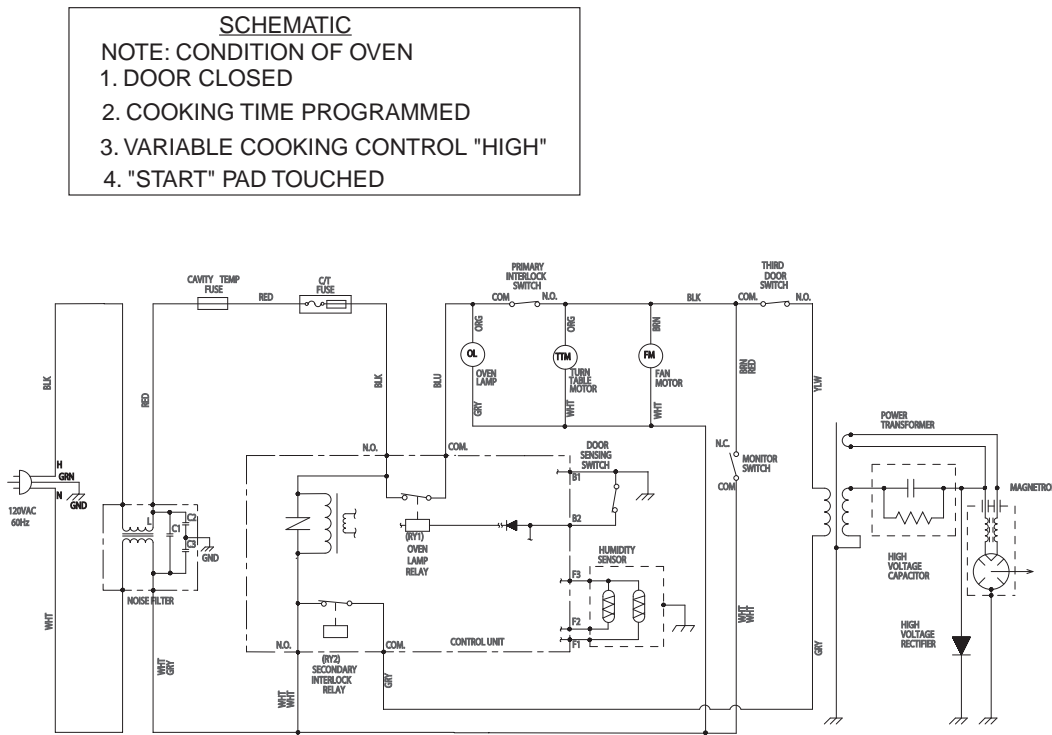 SCHEMATIC
NOTE: CONDITION OF OVEN
1. DOOR CLOSED
2. COOKING TIME PROGRAMMED
3. VARIABLE COOKING CONTROL "HIGH"
4. "START" PAD TOUCHED
CAVITY TEMP
FUSE
RED
C/T
FUSE
PRIMARY
INTERLOCK
SWITCH
COM
N.O.
BLK
THIRD
DOOR
SWITCH
COM.
N.O.
ORG
ORG
BRN
OL
OVEN
LAMP
TTM
TURN
TABLE
MOTOR
FM
FAN
MOTOR
GRY
WHT
WHT
BLK
RED
BLK
BLU
BRN
RED
YLW
N.C.
MONITOR
SWITCH
COM
POWER
TRANSFORMER
H
GRN
N
GND
120VAC
60Hz
L
C1
C2
C3
GND
NOISE FILTER
N.O.
COM.
DOOR
SENSING
SWITCH
B1
B2
(RY1)
OVEN
LAMP
RELAY
HUMIDITY
SENSOR
F3
F2
F1
N.O.
COM.
CONTROL UNIT
(RY2)
SECONDARY
INTERLOCK
RELAY
WHT
WHT
GRY
WHT
WHT
GRY
WHT
WHT
GRY
HIGH
VOLTAGE
CAPACITOR
MAGNETRO
HIGH
VOLTAGE
RECTIFIER